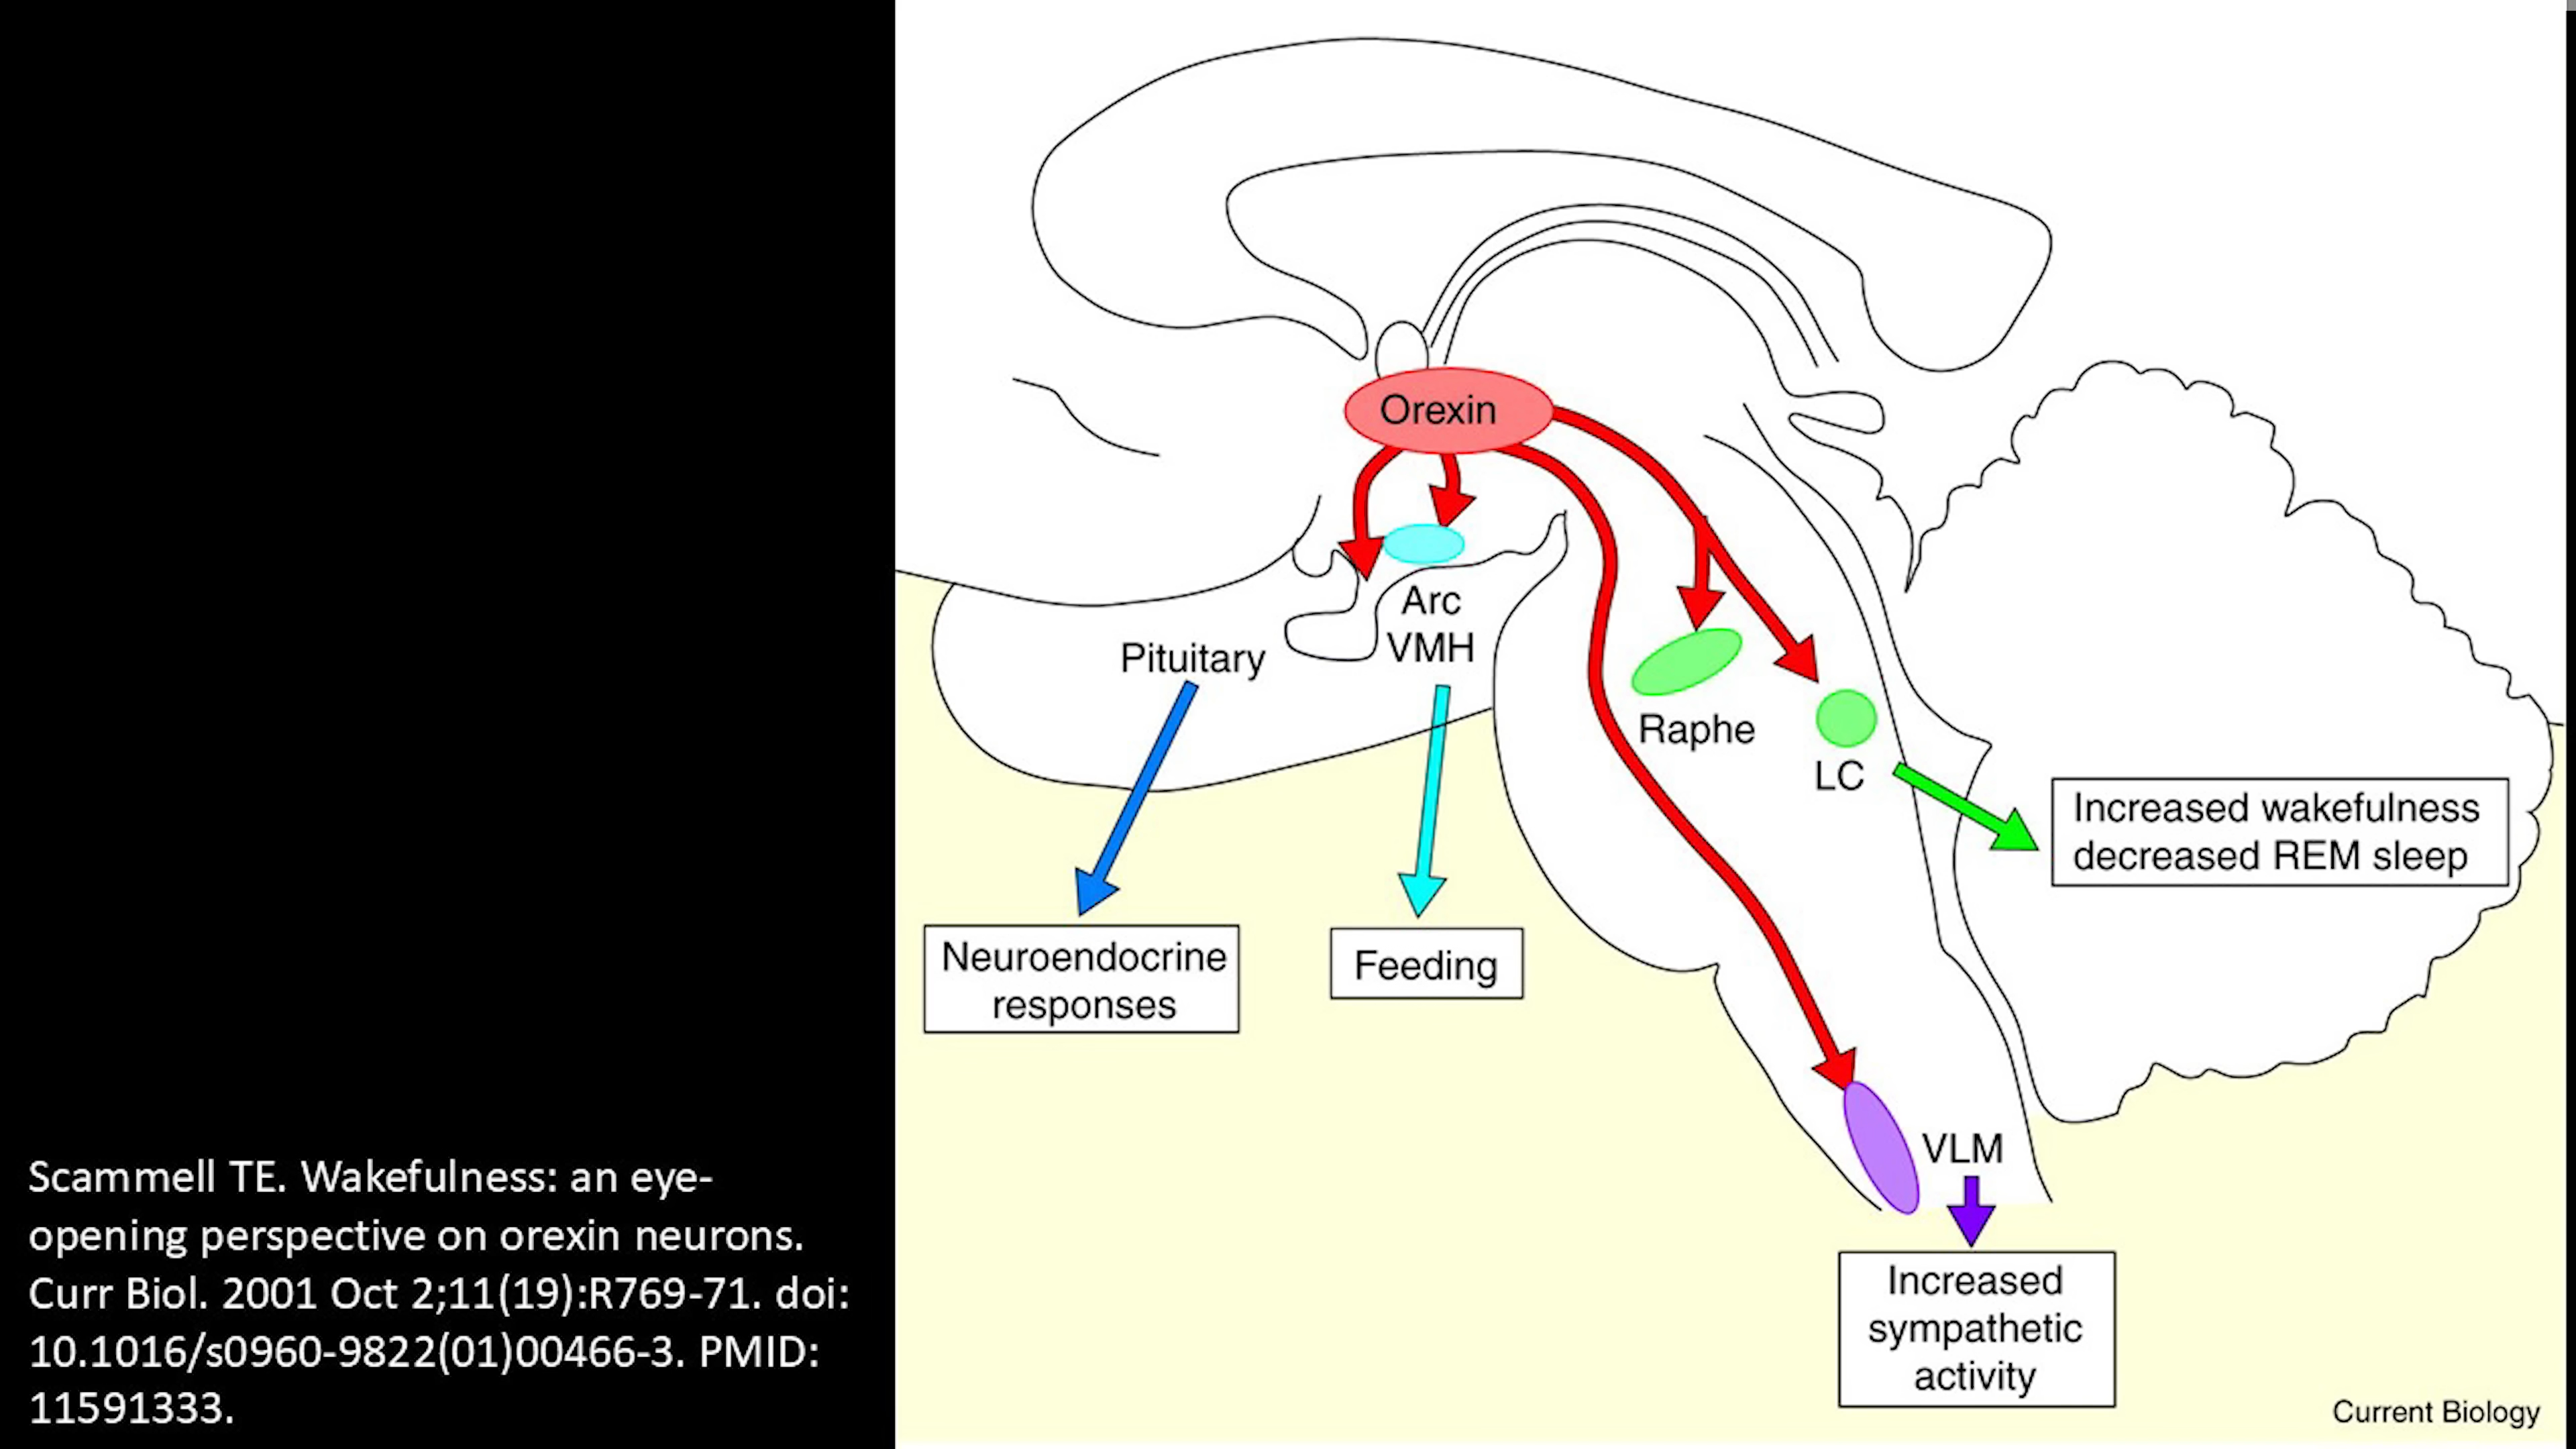 Orexin
Arc
VMH
Pituitary
Raphe
LC
Increased wakefulness
decreased REM sleep
Neuroendocrine
responses
Feeding
VLM
Increased
sympathetic
activity
Current Biology
Scammell TE. Wakefulness: an eye-
opening perspective on orexin neurons.
Curr Biol. 2001 Oct 2;11(19):R769-71. doi:
10.1016/s0960-9822(01)00466-3. PMID:
11591333.